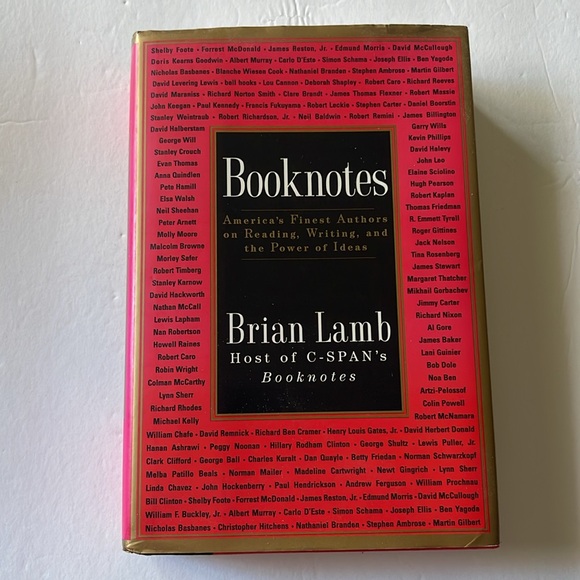 Shelby Foote • Forrest McDonald • James Reston, Jr. • Edmund Morris • David McCullough
Doris Kearns Goodwin • Albert Murray • Carlo D'Este • Simon Schama • Joseph Ellis • Ben Yagoda
Nicholas Basbanes • Blanche Wiesen Cook • Nathaniel Branden • Stephen Ambrose • Martin Gilbert
David Levering Lewis • bell hooks • Lou Cannon • Deborah Shapley • Robert Caro • Richard Reeves
David Maraniss • Richard Norton Smith • Clare Brandt • James Thomas Flexner • Robert Massie
John Keegan • Paul Kennedy • Francis Fukuyama • Robert Leckie • Stephen Carter • Daniel Boorstin
Stanley Weintraub • Robert Richardson, Jr. • Neil Baldwin • Robert Remini • James Billington
David Halberstam
George Will
Stanley Crouch
Evan Thomas
Anna Quindlen
Pete Hamill
Elsa Walsh
Neil Sheehan
Peter Arnett
Molly Moore
Malcolm Browne
Morley Safer
Robert Timberg
Stanley Karnow
David Hackworth
Nathan McCall
Lewis Lapham
Nan Robertson
Howell Raines
Robert Caro
Robin Wright
Colman McCarthy
Lynn Sherr
Richard Rhodes
Michael Kelly
Booknotes
America's Finest Authors
on Reading, Writing, and
the Power of Ideas
Brian Lamb
Host of C-SPAN's
Booknotes
Garry Wills
Kevin Phillips
David Halevy
John Leo
Elaine Sciolino
Hugh Pearson
Robert Kaplan
Thomas Friedman
R. Emmett Tyrell
Roger Gittines
Jack Nelson
Tina Rosenberg
James Stewart
Margaret Thatcher
Mikhail Gorbachev
Jimmy Carter
Richard Nixon
Al Gore
James Baker
Lani Guinier
Bob Dole
Noa Ben
Artzi-Pelossof
Colin Powell
Robert McNamara
William Chafe • David Remnick • Richard Ben Cramer • Henry Louis Gates, Jr. • David Herbert Donald
Hanan Ashrawi • Peggy Noonan • Hillary Rodham Clinton • George Shultz • Lewis Puller, Jr.
Clark Clifford • George Ball • Charles Kuralt • Dan Quayle • Betty Friedan • Norman Schwarzkopf
Melba Patillo Beals • Norman Mailer • Madeline Cartwright • Newt Gingrich • Lynn Sherr
Linda Chavez • John Hockenberry • Paul Hendrickson • Andrew Ferguson • William Prochnau
Bill Clinton • Shelby Foote • Forrest McDonald • James Reston, Jr. • Edmund Morris • David McCullough
William F. Buckley, Jr. • Albert Murray • Carlo D'Este • Simon Schama • Joseph Ellis • Ben Yagoda
Nicholas Basbanes • Christopher Hitchens • Nathaniel Branden • Stephen Ambrose • Martin Gilbert